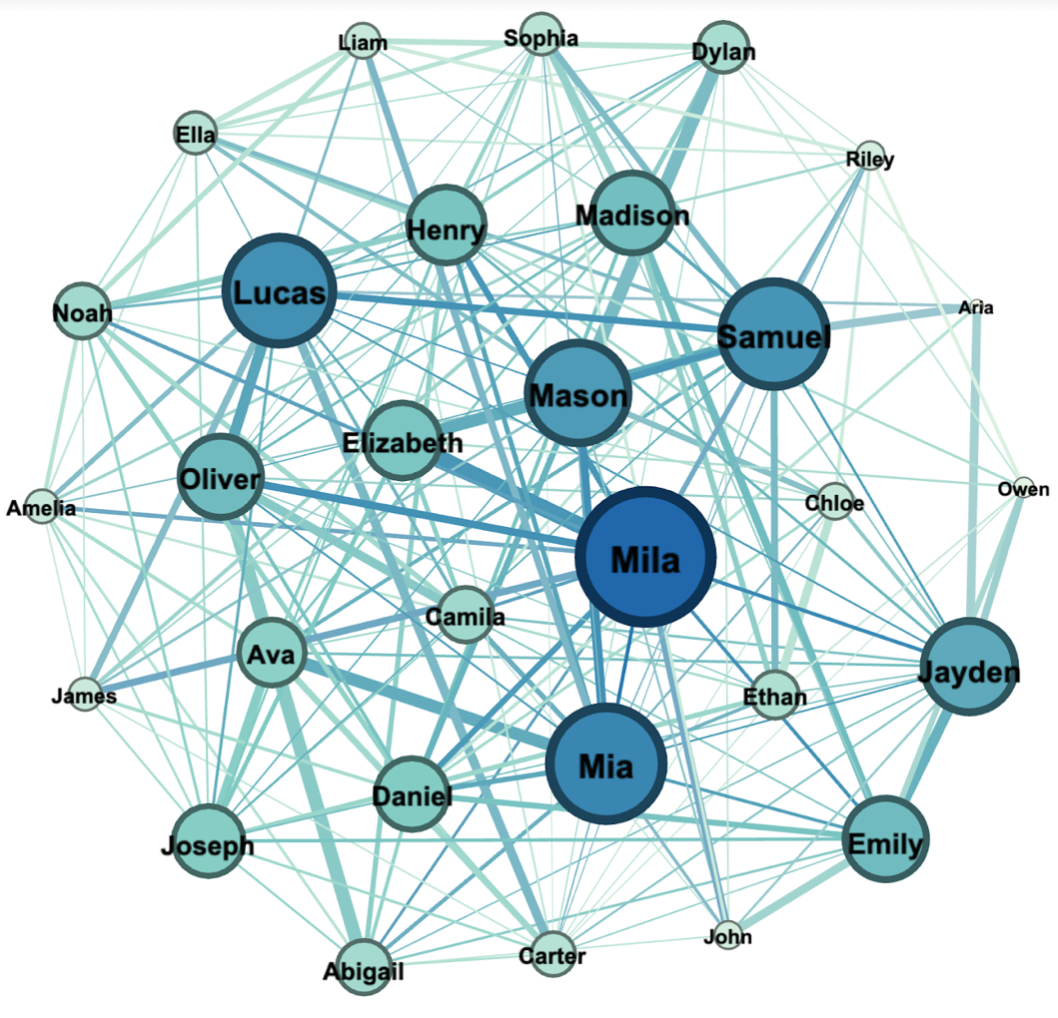 Liam
Sophia
Dylan
Ella
Riley
Henry
Madison
Lucas
Noah
Aria
Samuel
Mason
Elizabeth
Oliver
Amelia
Chloe
Owen
Mila
Camila
Ava
James
Ethan
Jayden
Mia
Daniel
Joseph
Emily
John
Carter
Abigail